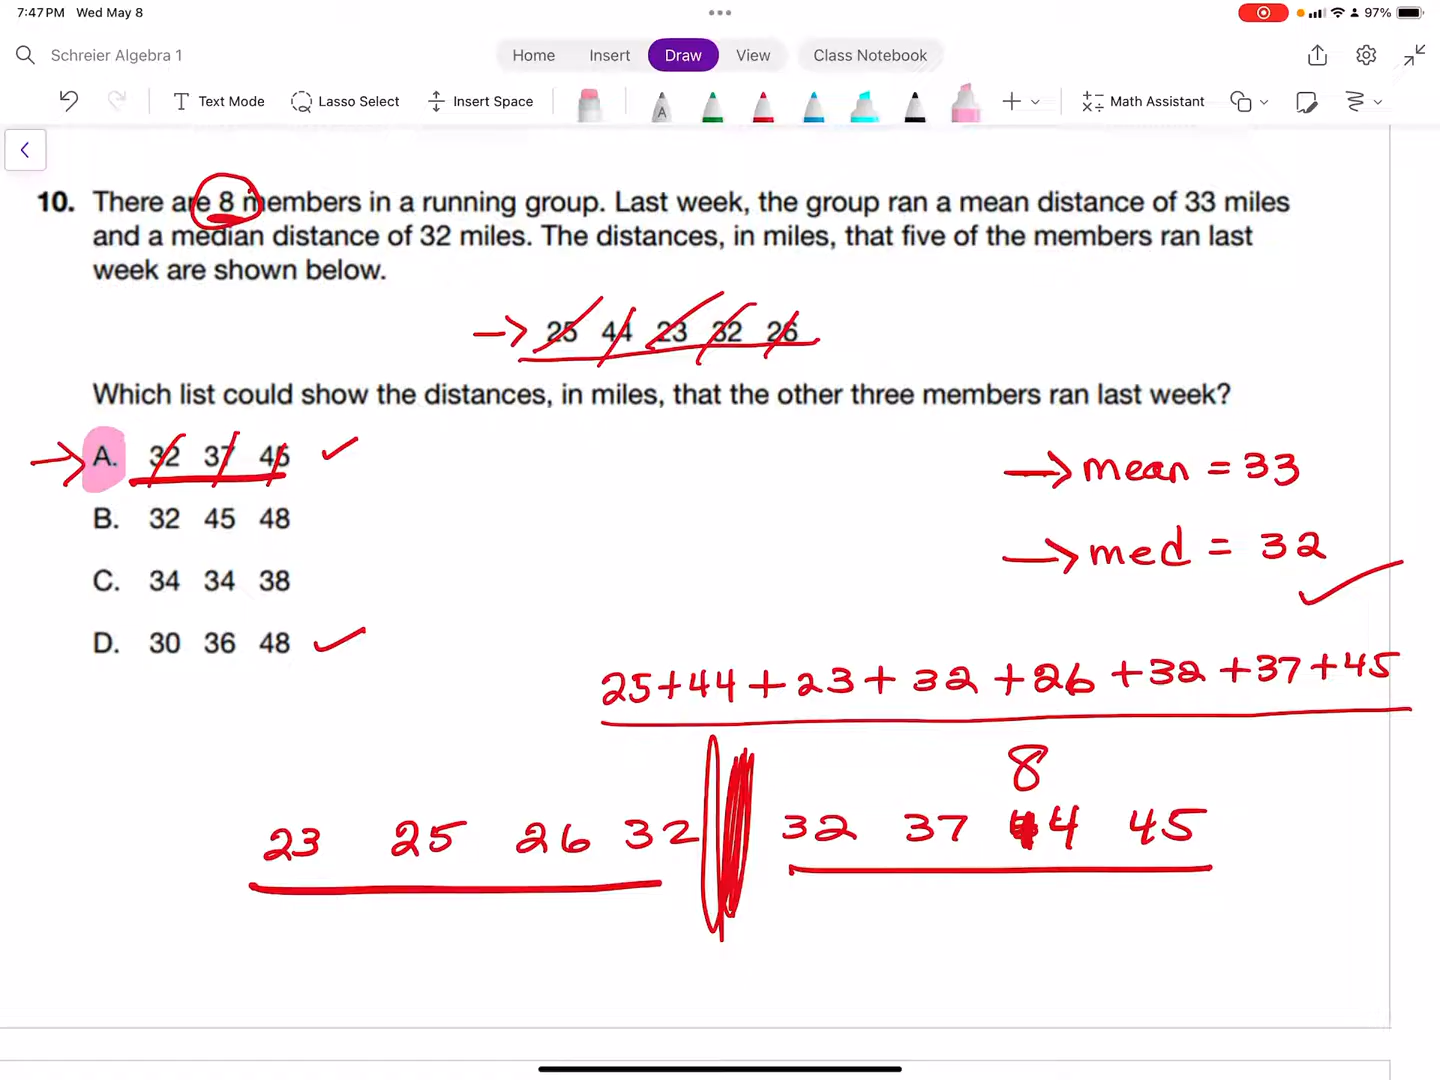 7:47 PM Wed May 8
97%
Schreier Algebra 1
Home Insert Draw View Class Notebook
Text Mode Lasso Select Insert Space A Math Assistant
10. There are 8 members in a running group. Last week, the group ran a mean distance of 33 miles
and a median distance of 32 miles. The distances, in miles, that five of the members ran last
week are shown below.
→ 25 44 23 32 26
Which list could show the distances, in miles, that the other three members ran last week?
→ A. 32 37 45 ✓
B. 32 45 48
C. 34 34 38
D. 30 36 48 ✓
→ mean = 33
→ med = 32 ✓
25+44+23+32+26+32+37+45
8
23 25 26 32 32 37 44 45